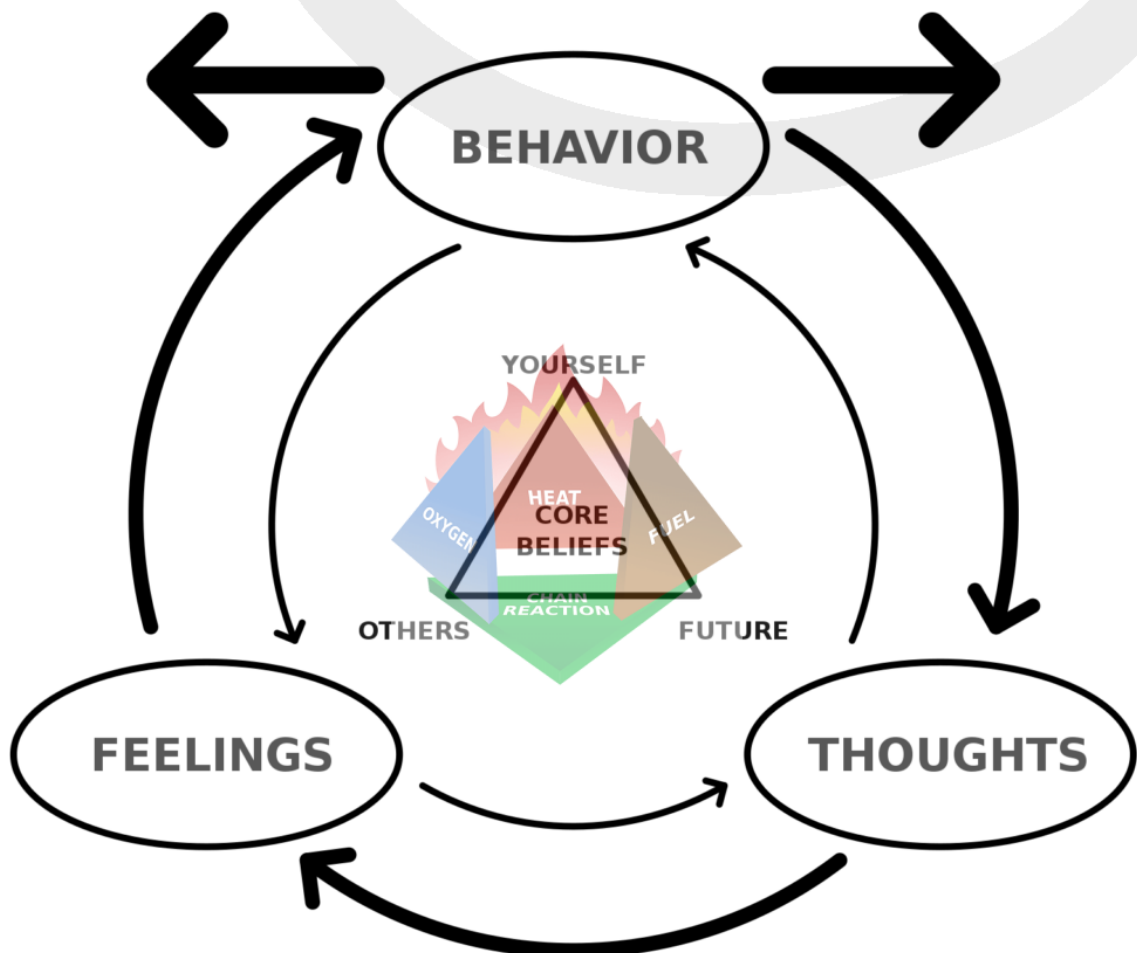 BEHAVIOR
YOURSELF
HEAT
OXYGEN
FUEL
CORE
BELIEFS
CHAIN
REACTION
OTHERS
FUTURE
FEELINGS
THOUGHTS